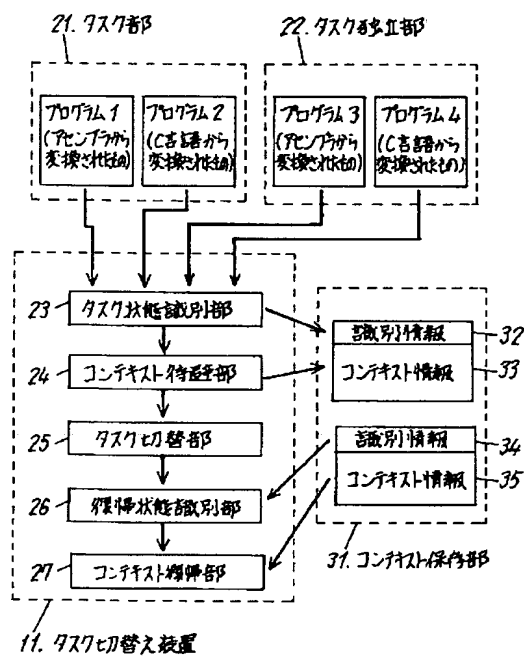 21. タスク部
22. タスク独立部
プログラム1
(アセンブラから
変換されたもの)
プログラム2
(C言語から
変換されたもの)
プログラム3
(アセンブラから
変換されたもの)
プログラム4
(C言語から
変換されたもの)
23
タスク状態識別部
24
コンテキスト待避部
25
タスク切替部
26
復帰状態識別部
27
コンテキスト復帰部
識別情報
32
コンテキスト情報
33
識別情報
34
コンテキスト情報
35
31. コンテキスト保存部
11. タスク切替え装置